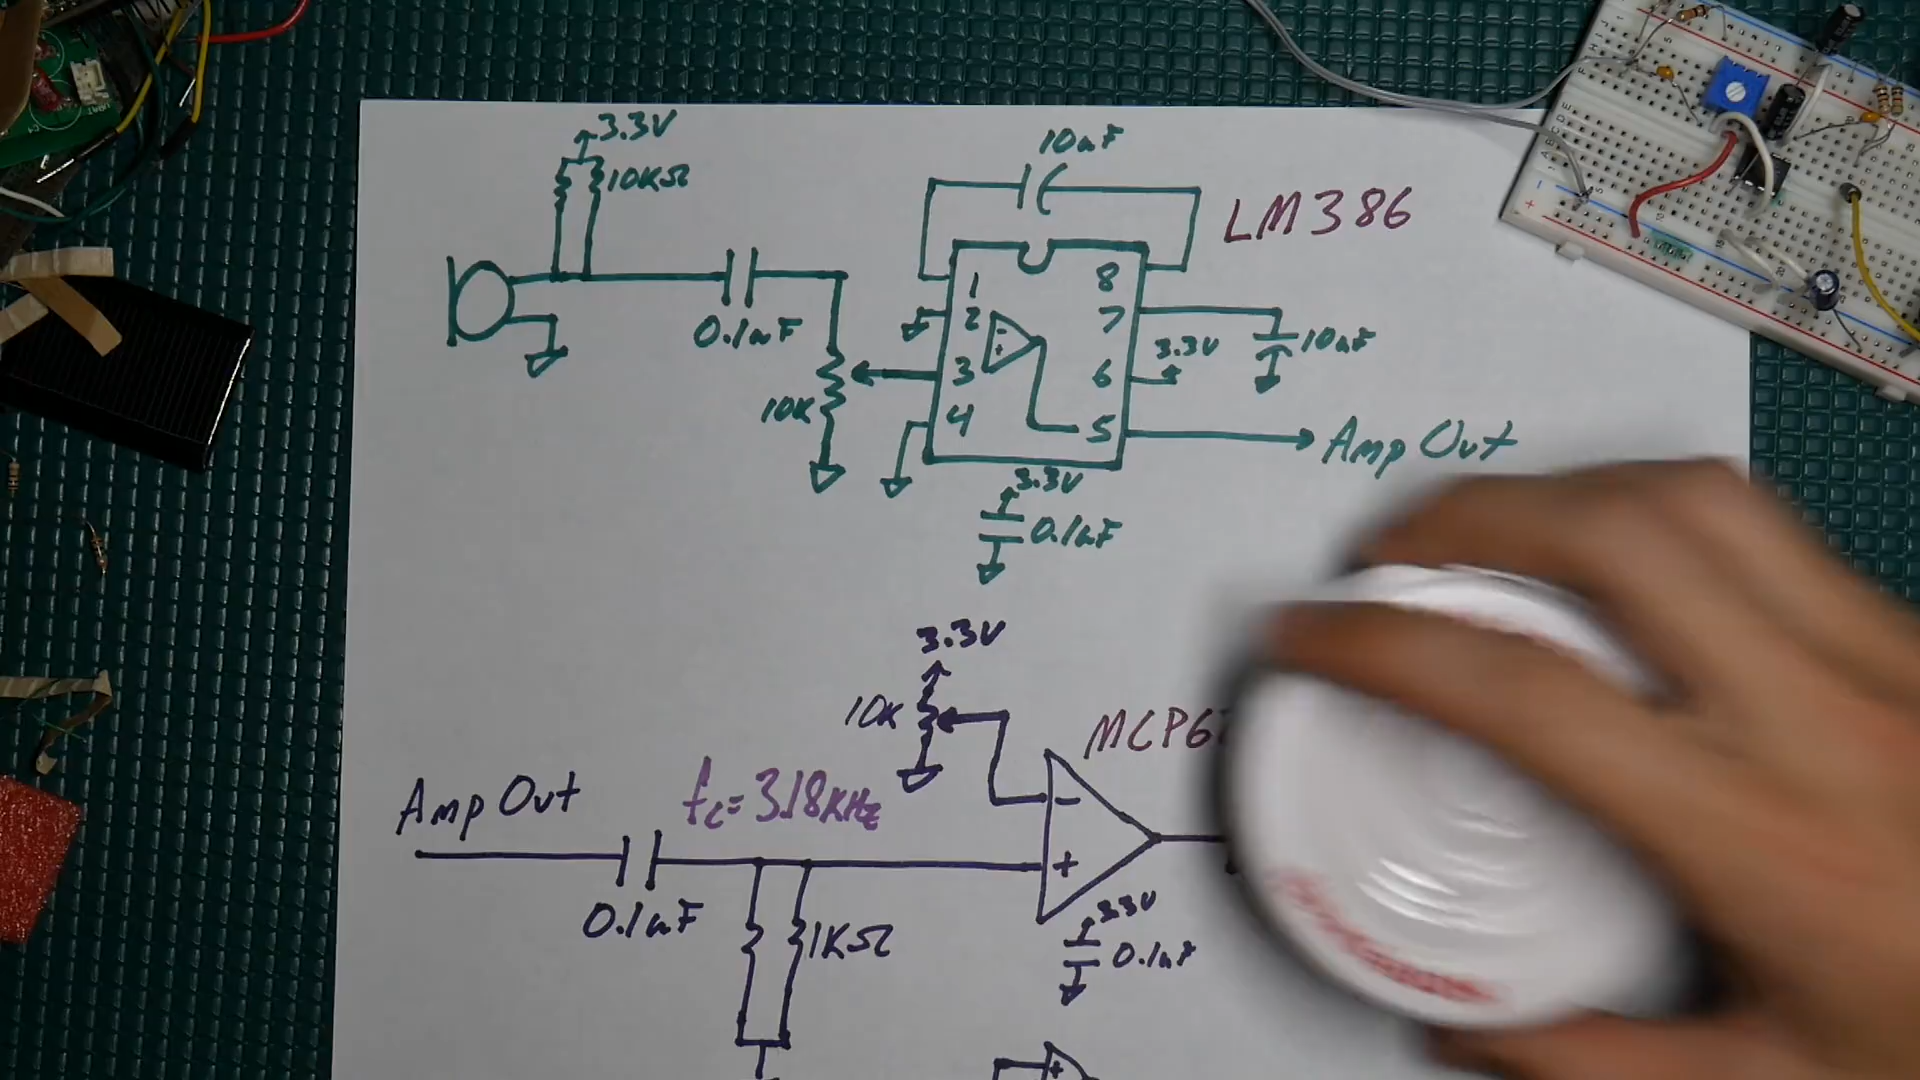 3.3V
10KΩ
10uF
LM386
0.1uF
10K
1
2
3
4
8
7
6
5
- +
3.3V
10uF
Amp Out
3.3V
0.1uF
3.3V
10K
MCP6
Amp Out
fc=3.18KHz
- +
0.1uF
1KΩ
3.3V
0.1uF
+